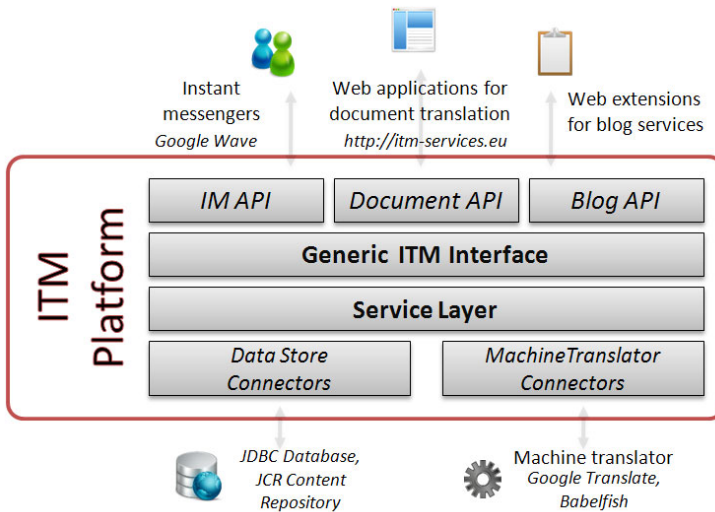 Instant
messengers
Google Wave
Web applications for
document translation
http://itm-services.eu
Web extensions
for blog services
ITM
Platform
IM API
Document API
Blog API
Generic ITM Interface
Service Layer
Data Store
Connectors
MachineTranslator
Connectors
JDBC Database,
JCR Content
Repository
Machine translator
Google Translate,
Babelfish